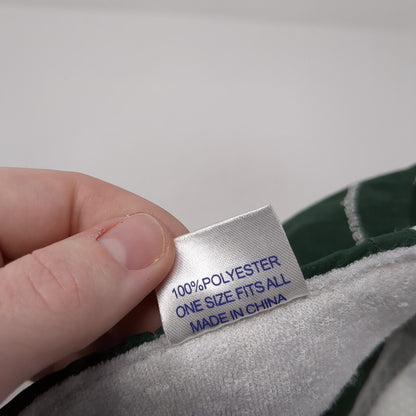 100%POLYESTER
ONE SIZE FITS ALL
MADE IN CHINA